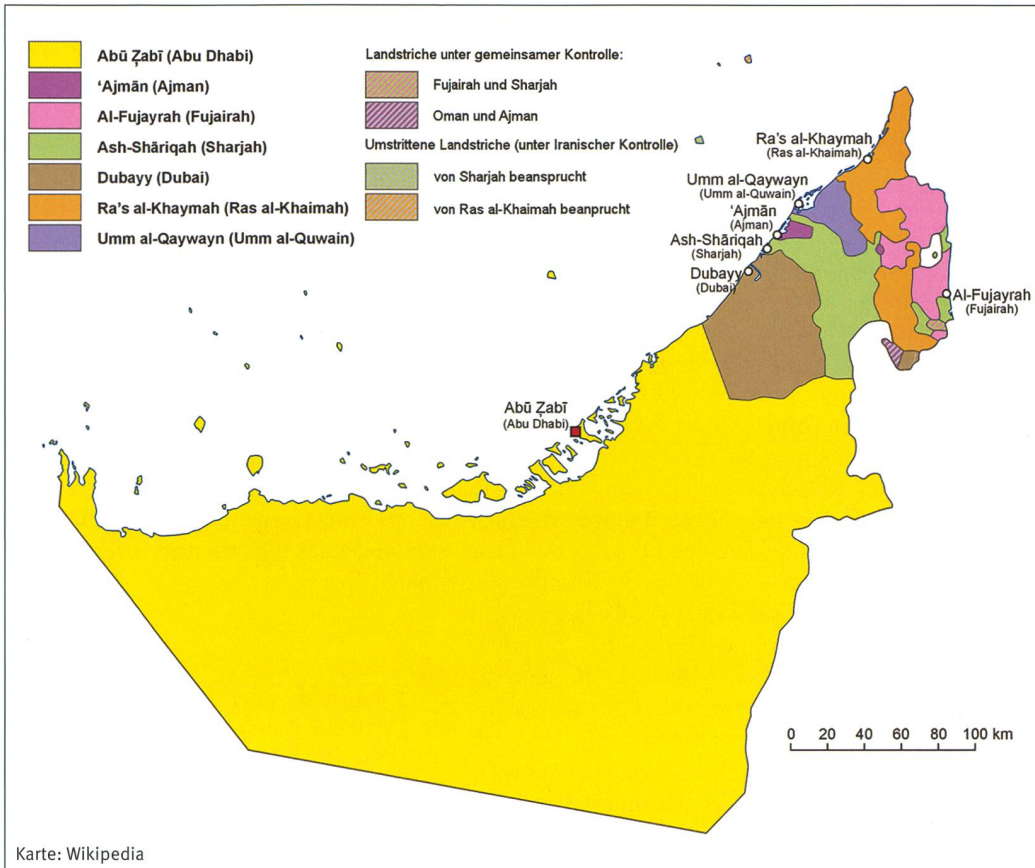 Abū Ẓabī (Abu Dhabi)
‘Ajmān (Ajman)
Al-Fujayrah (Fujairah)
Ash-Shāriqah (Sharjah)
Dubayy (Dubai)
Ra's al-Khaymah (Ras al-Khaimah)
Umm al-Qaywayn (Umm al-Quwain)
Landstriche unter gemeinsamer Kontrolle:
Fujairah und Sharjah
Oman und Ajman
Umstrittene Landstriche (unter Iranischer Kontrolle)
von Sharjah beansprucht
von Ras al-Khaimah beanprucht
Ra's al-Khaymah
(Ras al-Khaimah)
Umm al-Qaywayn
(Umm al-Quwain)
‘Ajmān
(Ajman)
Ash-Shāriqah
(Sharjah)
Dubayy
(Dubai)
Al-Fujayrah
(Fujairah)
Abū Ẓabī
(Abu Dhabi)
0 20 40 60 80 100 km
Karte: Wikipedia